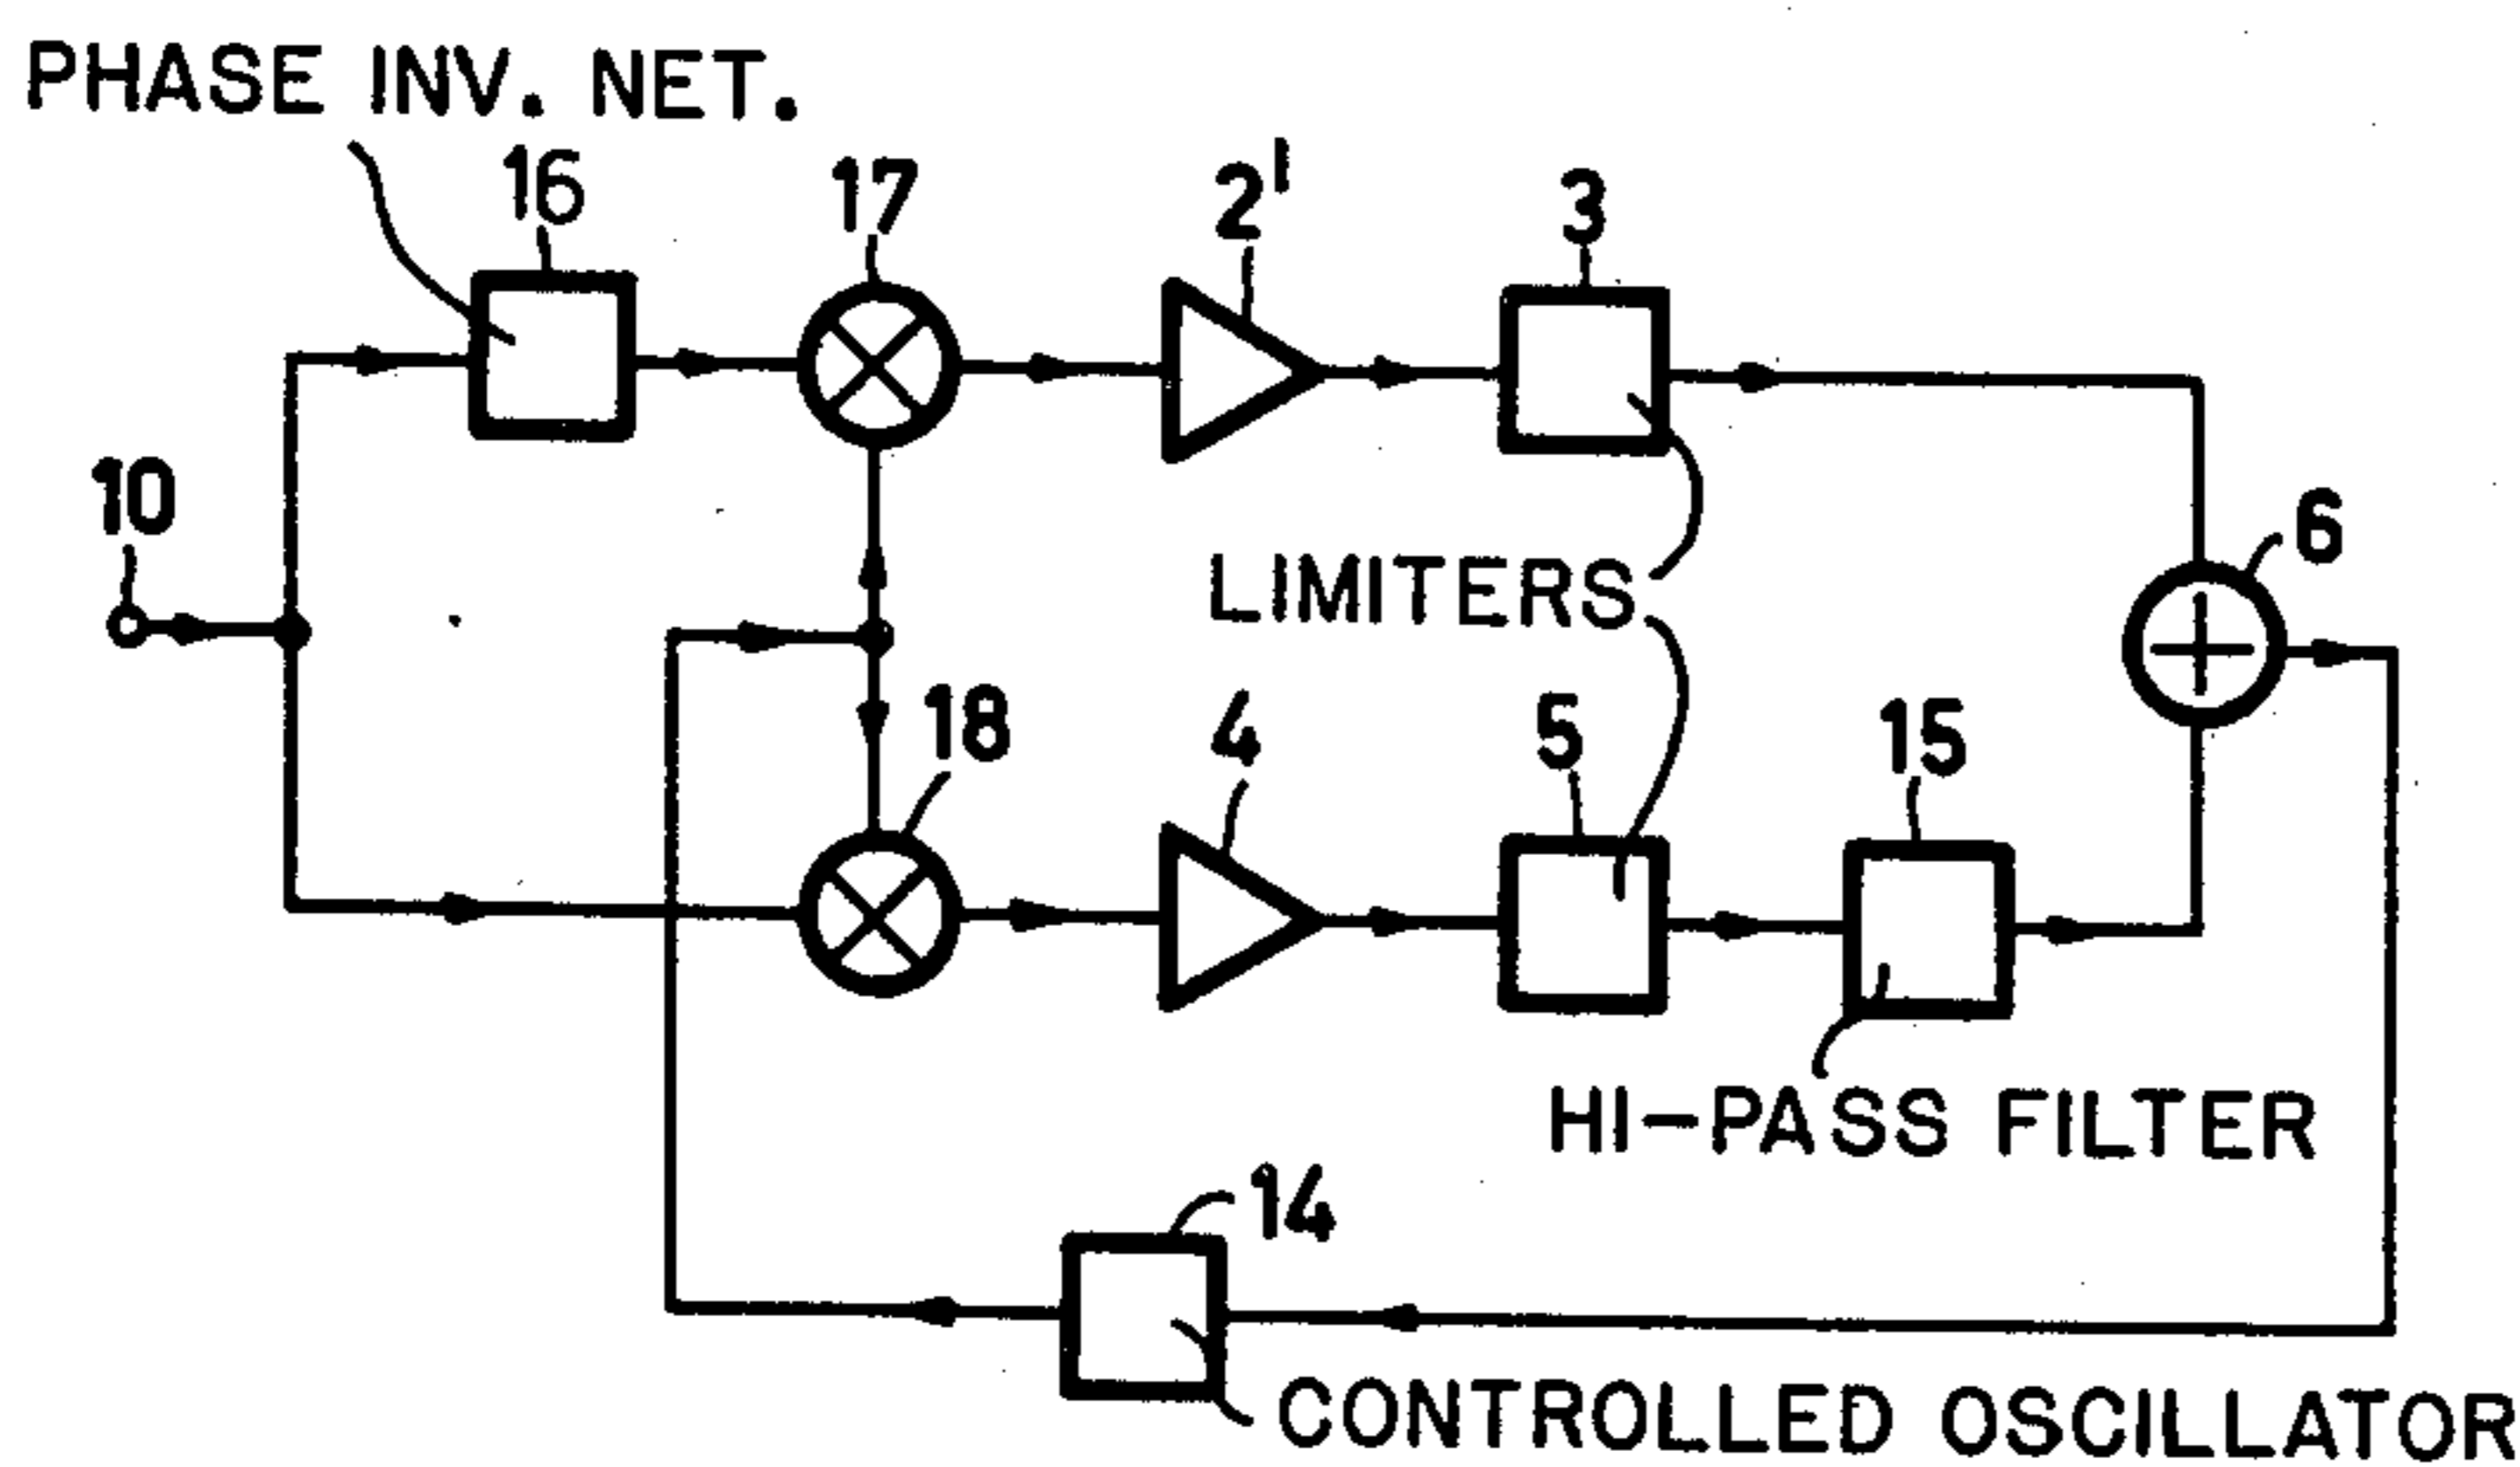 PHASE INV. NET.
16
17
2'
3
10
LIMITERS
6
18
4
5
15
HI-PASS FILTER
14
CONTROLLED OSCILLATOR